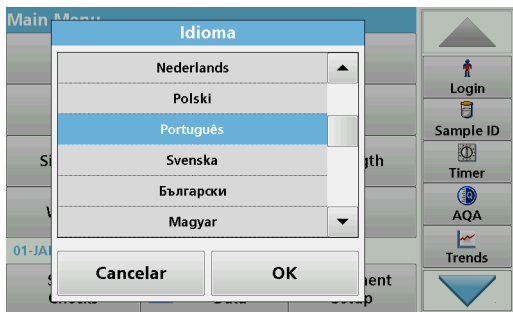 Main Menu
Idioma
Nederlands
Polski
Português
Svenska
Български
Magyar
Cancelar
OK
01-JA
Login
Sample ID
Timer
AQA
Trends